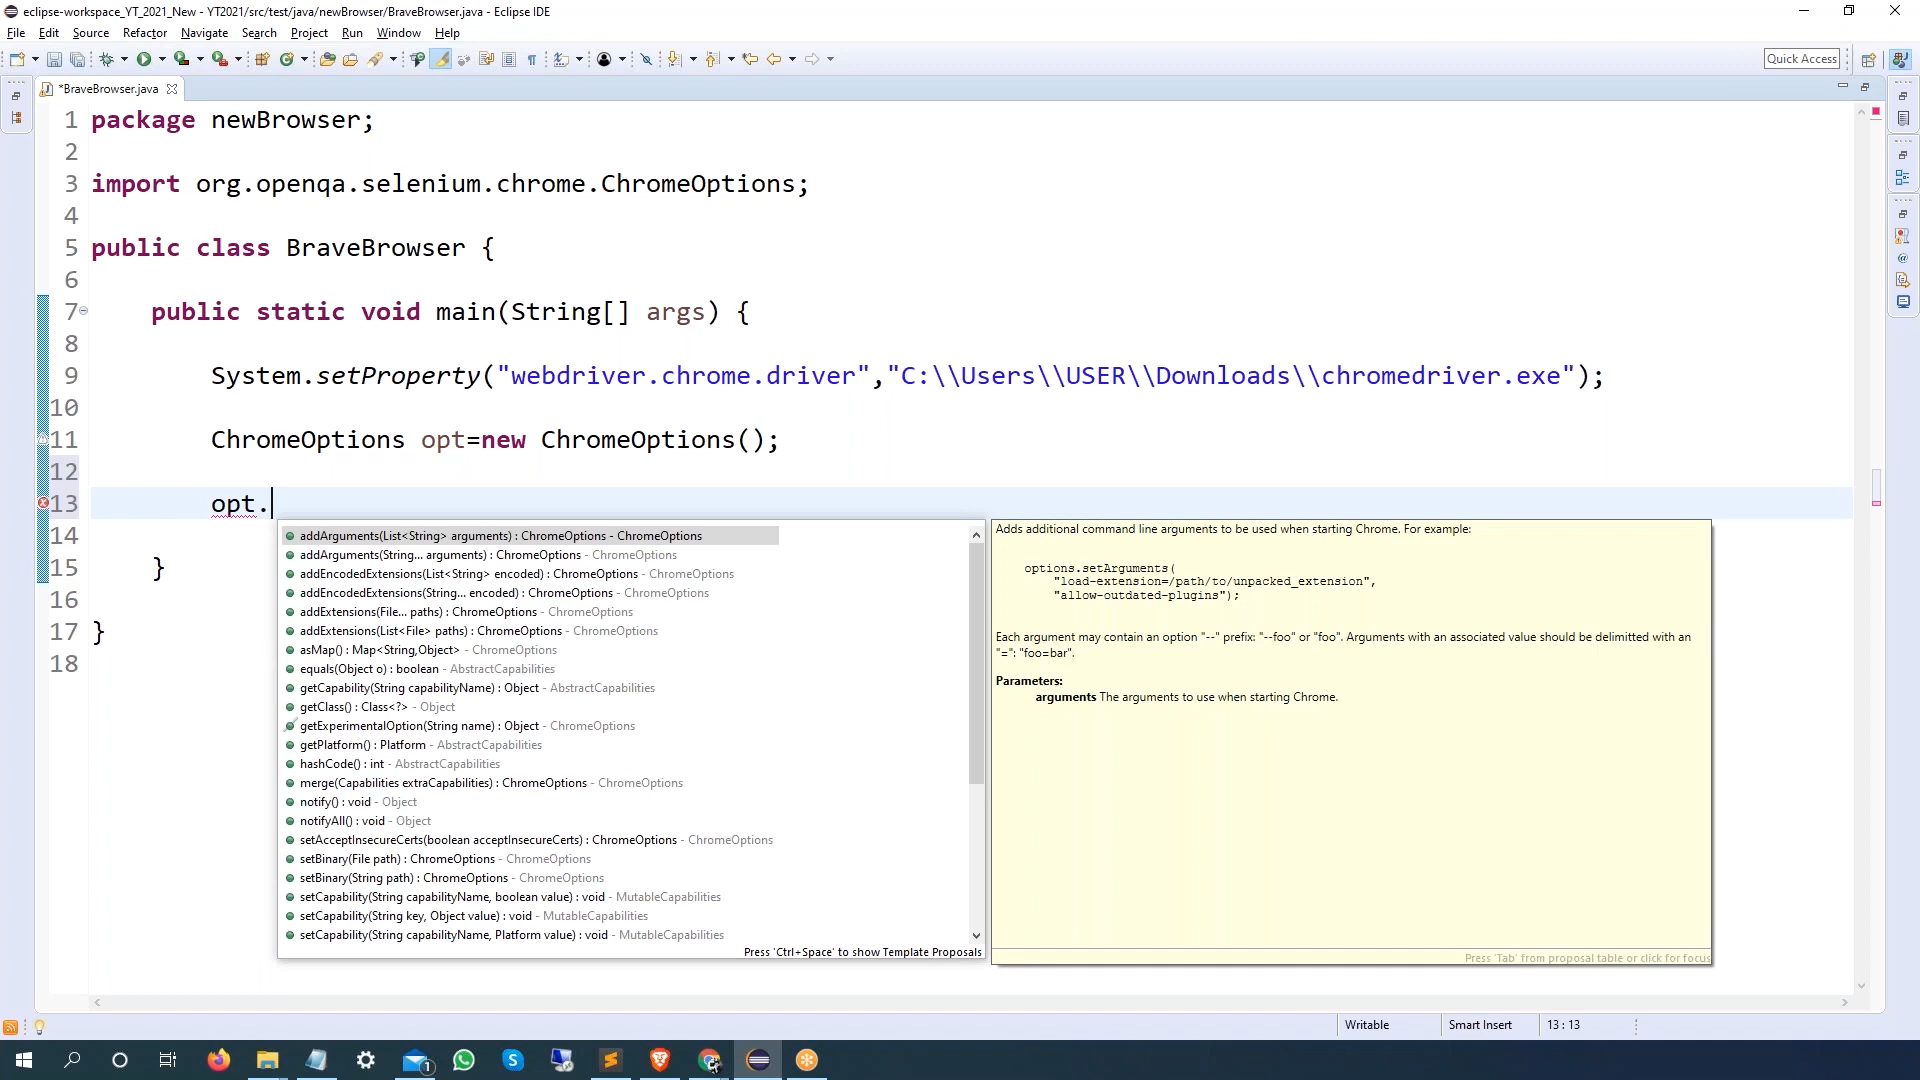 eclipse-workspace_YT_2021_New - YT2021/src/test/java/newBrowser/BraveBrowser.java - Eclipse IDE
File Edit Source Refactor Navigate Search Project Run Window Help
Quick Access
*BraveBrowser.java
1 package newBrowser;
2
3 import org.openqa.selenium.chrome.ChromeOptions;
4
5 public class BraveBrowser {
6
7 public static void main(String[] args) {
8
9 System.setProperty("webdriver.chrome.driver","C:\\Users\\USER\\Downloads\\chromedriver.exe");
10
11 ChromeOptions opt=new ChromeOptions();
12
13 opt.
14
15 }
16
17 }
18
addArguments(List<String> arguments) : ChromeOptions - ChromeOptions
addArguments(String... arguments) : ChromeOptions - ChromeOptions
addEncodedExtensions(List<String> encoded) : ChromeOptions - ChromeOptions
addEncodedExtensions(String... encoded) : ChromeOptions - ChromeOptions
addExtensions(File... paths) : ChromeOptions - ChromeOptions
addExtensions(List<File> paths) : ChromeOptions - ChromeOptions
asMap() : Map<String,Object> - ChromeOptions
equals(Object o) : boolean - AbstractCapabilities
getCapability(String capabilityName) : Object - AbstractCapabilities
getClass() : Class<?> - Object
getExperimentalOption(String name) : Object - ChromeOptions
getPlatform() : Platform - AbstractCapabilities
hashCode() : int - AbstractCapabilities
merge(Capabilities extraCapabilities) : ChromeOptions - ChromeOptions
notify() : void - Object
notifyAll() : void - Object
setAcceptInsecureCerts(boolean acceptInsecureCerts) : ChromeOptions - ChromeOptions
setBinary(File path) : ChromeOptions - ChromeOptions
setBinary(String path) : ChromeOptions - ChromeOptions
setCapability(String capabilityName, boolean value) : void - MutableCapabilities
setCapability(String key, Object value) : void - MutableCapabilities
setCapability(String capabilityName, Platform value) : void - MutableCapabilities
Press 'Ctrl+Space' to show Template Proposals
Adds additional command line arguments to be used when starting Chrome. For example:
options.setArguments(
"load-extension=/path/to/unpacked_extension",
"allow-outdated-plugins");
Each argument may contain an option "--" prefix: "--foo" or "foo". Arguments with an associated value should be delimitted with an
"=": "foo=bar".
Parameters:
arguments The arguments to use when starting Chrome.
Press 'Tab' from proposal table or click for focus
Writable Smart Insert 13 : 13
1